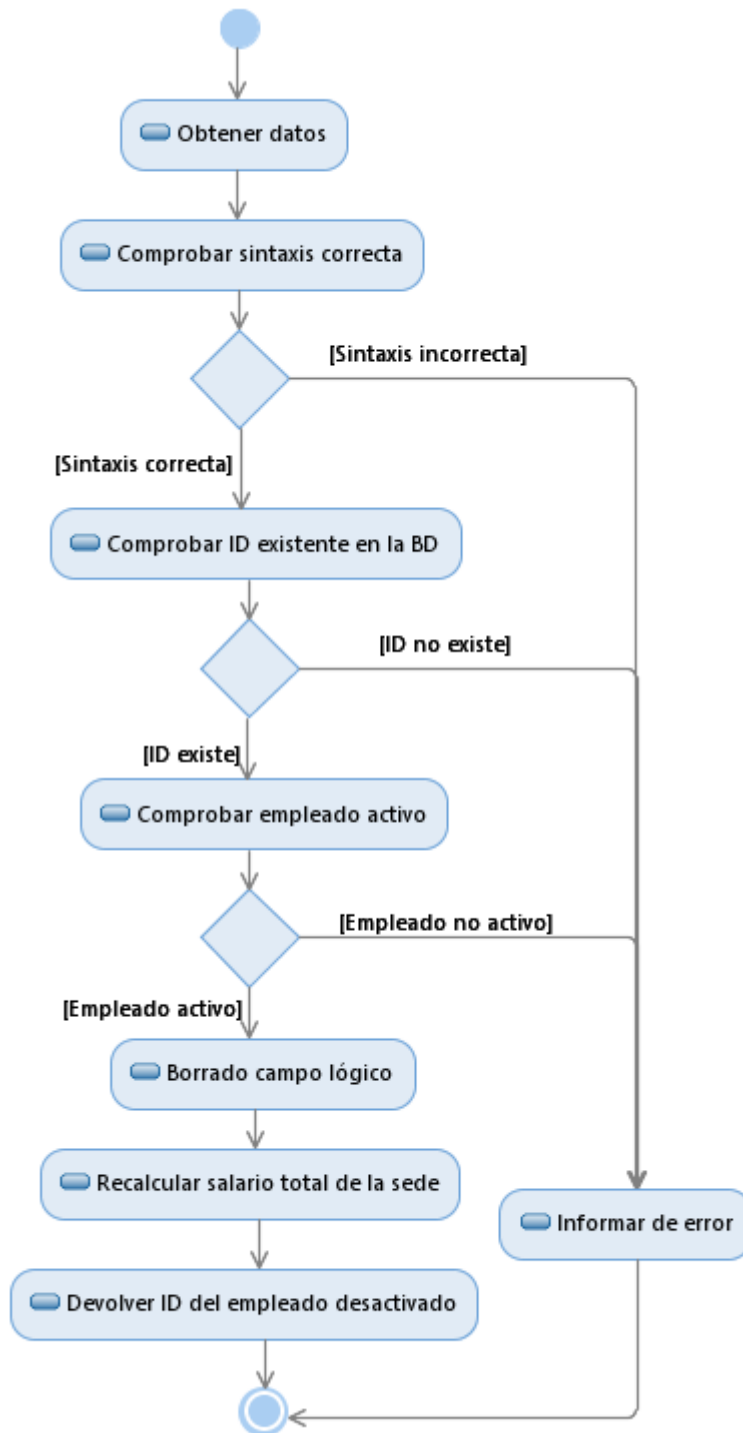 Obtener datos
Comprobar sintaxis correcta
[Sintaxis incorrecta]
[Sintaxis correcta]
Comprobar ID existente en la BD
[ID no existe]
[ID existe]
Comprobar empleado activo
[Empleado no activo]
[Empleado activo]
Borrado campo lógico
Recalcular salario total de la sede
Informar de error
Devolver ID del empleado desactivado